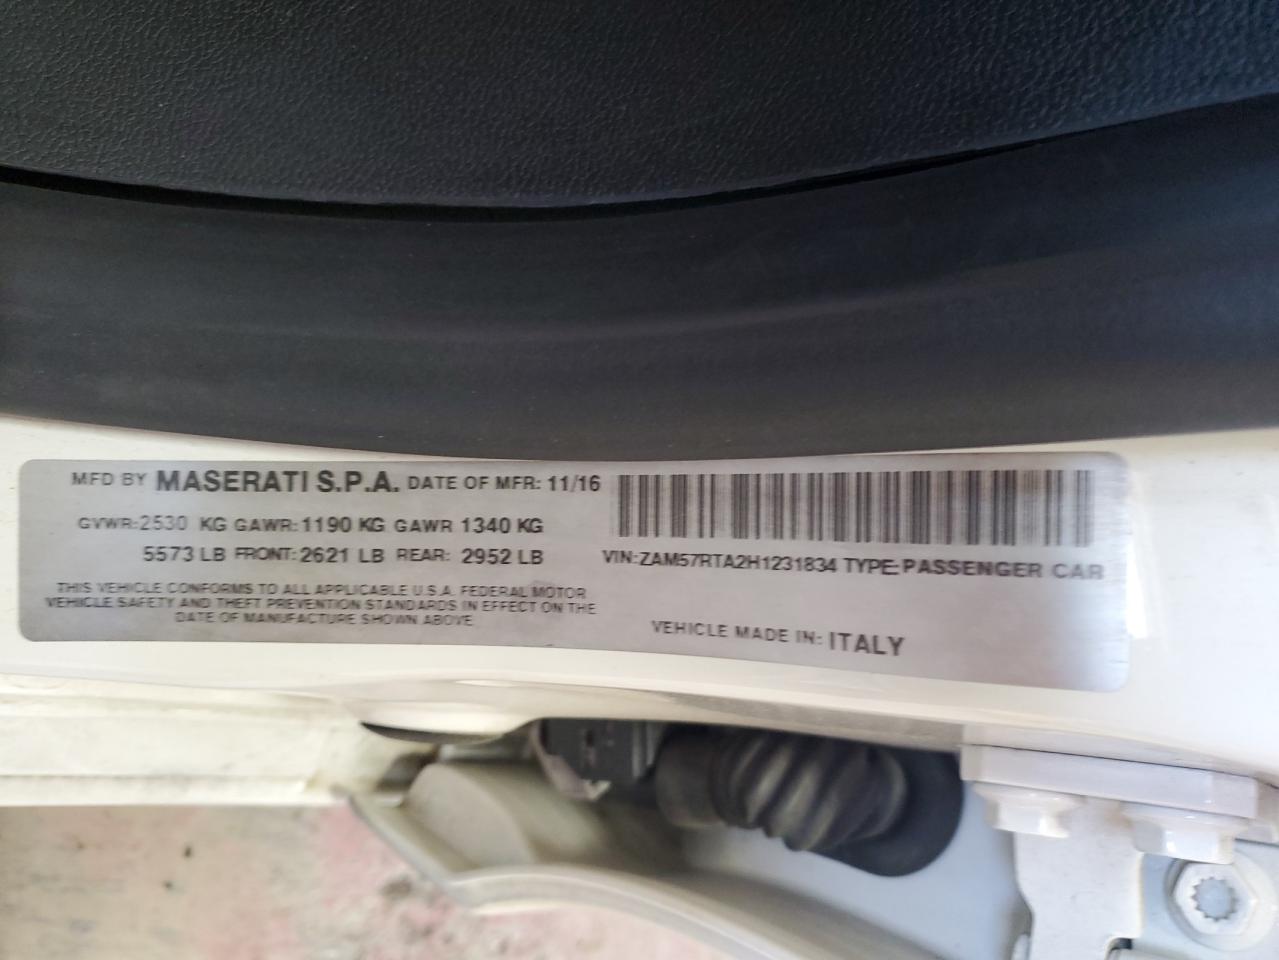 MFD BY MASERATI S.P.A. DATE OF MFR: 11/16
GVWR: 2530 KG GAWR: 1190 KG GAWR 1340 KG
5573 LB FRONT: 2621 LB REAR: 2952 LB
THIS VEHICLE CONFORMS TO ALL APPLICABLE U.S.A. FEDERAL MOTOR
VEHICLE SAFETY AND THEFT PREVENTION STANDARDS IN EFFECT ON THE
DATE OF MANUFACTURE SHOWN ABOVE
VIN: ZAM57RTA2H1231834 TYPE: PASSENGER CAR
VEHICLE MADE IN: ITALY